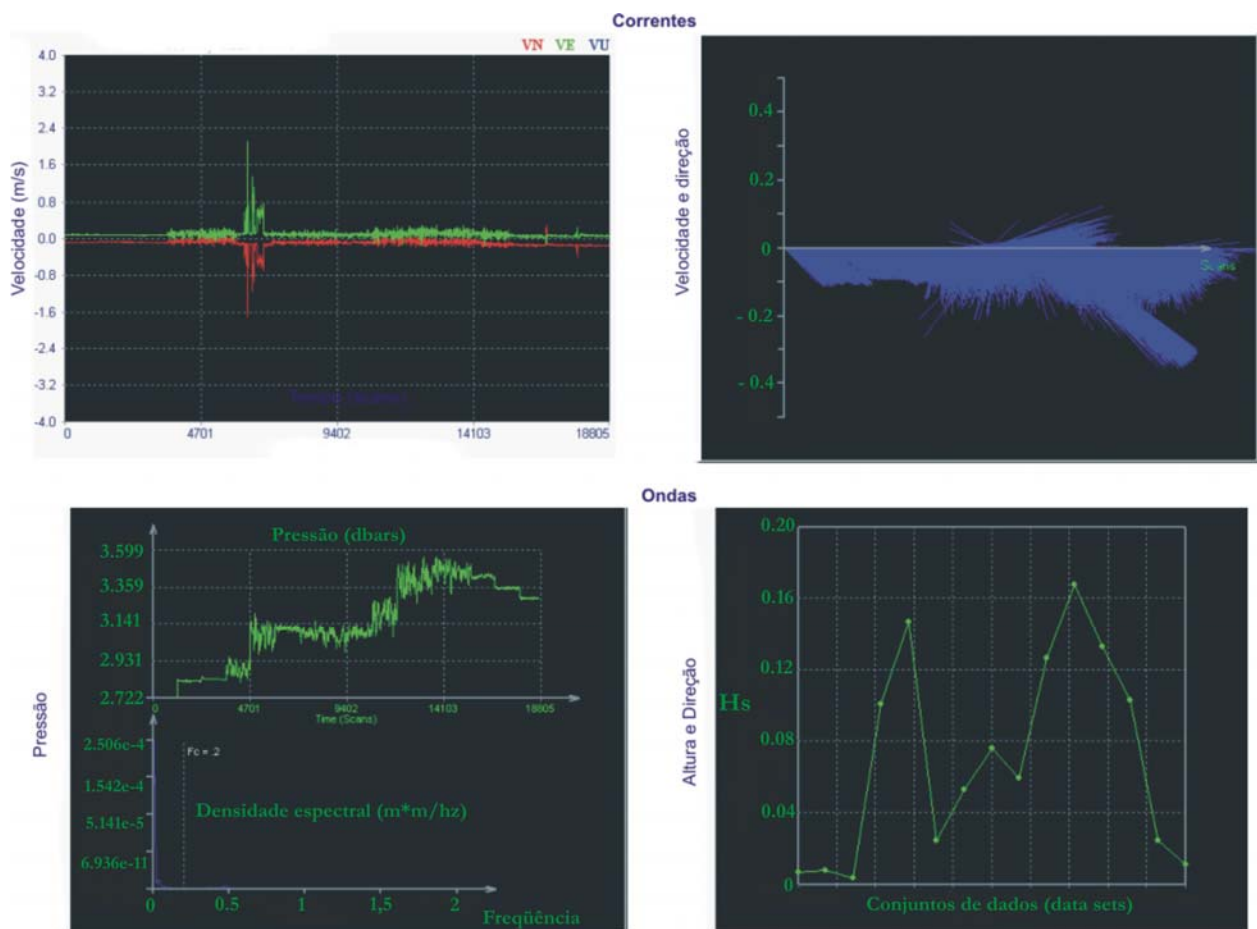 Correntes
VN VE VU
Velocidade (m/s)
4.0
3.2
2.4
1.6
0.8
0.0
-0.8
-1.6
-2.4
-3.2
-4.0
0 4701 9402 14103 18805
Velocidade e direção
0.4
0.2
0
- 0.2
- 0.4
Scans
Ondas
Pressão
Pressão (dbars)
3.599
3.359
3.141
2.931
2.722
0 4701 9402 14103 18805
Time (Scans)
2.506e-4
1.542e-4
5.141e-5
6.936e-11
Fc = .2
Densidade espectral (m*m/hz)
0 0.5 1 1,5 2
Freqüência
Altura e Direção
Hs
0.20
0.16
0.12
0.08
0.04
0
Conjuntos de dados (data sets)